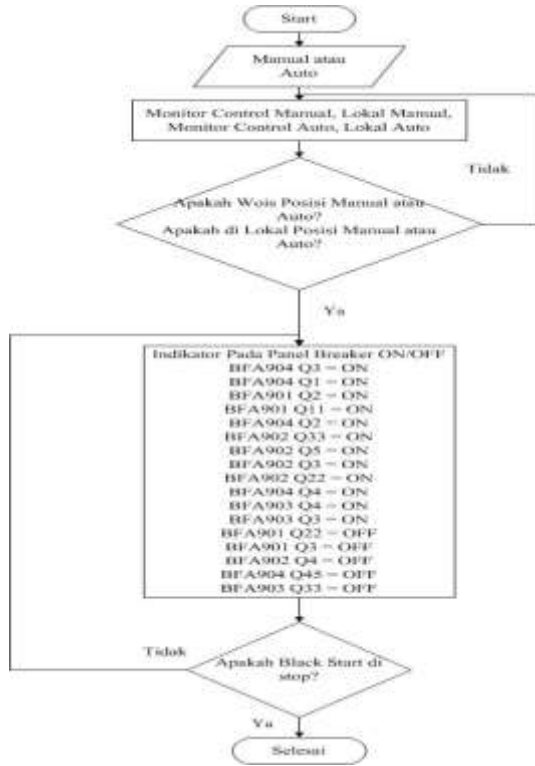 Start
Manual atau
Auto
Monitor Control Manual, Lokal Manual,
Monitor Control Auto, Lokal Auto
Tidak
Apakah Wois Posisi Manual atau
Auto?
Apakah di Lokal Posisi Manual atau
Auto?
Ya
Indikator Pada Panel Breaker ON/OFF
BFA904 Q3 = ON
BFA904 Q1 = ON
BFA901 Q2 = ON
BFA901 Q11 = ON
BFA904 Q2 = ON
BFA902 Q33 = ON
BFA902 Q5 = ON
BFA902 Q3 = ON
BFA902 Q22 = ON
BFA904 Q4 = ON
BFA903 Q4 = ON
BFA903 Q3 = ON
BFA901 Q22 = OFF
BFA901 Q3 = OFF
BFA902 Q4 = OFF
BFA904 Q45 = OFF
BFA903 Q33 = OFF
Tidak
Apakah Black Start di
stop?
Ya
Selesai